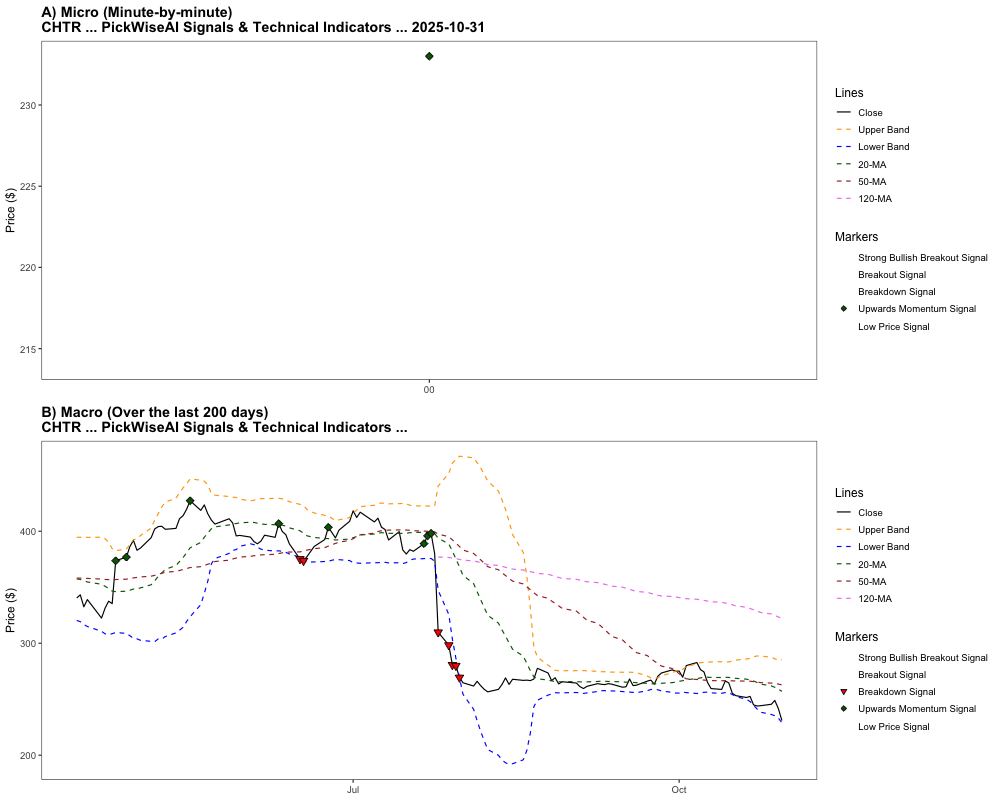 A) Micro (Minute-by-minute)
CHTR ... PickWiseAI Signals & Technical Indicators ... 2025-10-31
Price ($)
230
225
220
215
00
Lines
Close
Upper Band
Lower Band
20-MA
50-MA
120-MA
Markers
Strong Bullish Breakout Signal
Breakout Signal
Breakdown Signal
Upwards Momentum Signal
Low Price Signal
B) Macro (Over the last 200 days)
CHTR ... PickWiseAI Signals & Technical Indicators ...
Price ($)
400
300
200
Jul
Oct
Lines
Close
Upper Band
Lower Band
20-MA
50-MA
120-MA
Markers
Strong Bullish Breakout Signal
Breakout Signal
Breakdown Signal
Upwards Momentum Signal
Low Price Signal